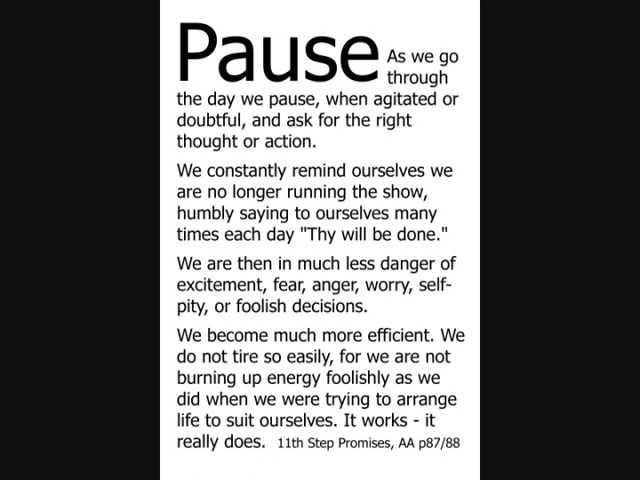 Pause As we go
through
the day we pause, when agitated or
doubtful, and ask for the right
thought or action.
We constantly remind ourselves we
are no longer running the show,
humbly saying to ourselves many
times each day "Thy will be done."
We are then in much less danger of
excitement, fear, anger, worry, self-
pity, or foolish decisions.
We become much more efficient. We
do not tire so easily, for we are not
burning up energy foolishly as we
did when we were trying to arrange
life to suit ourselves. It works - it
really does. 11th Step Promises, AA p87/88